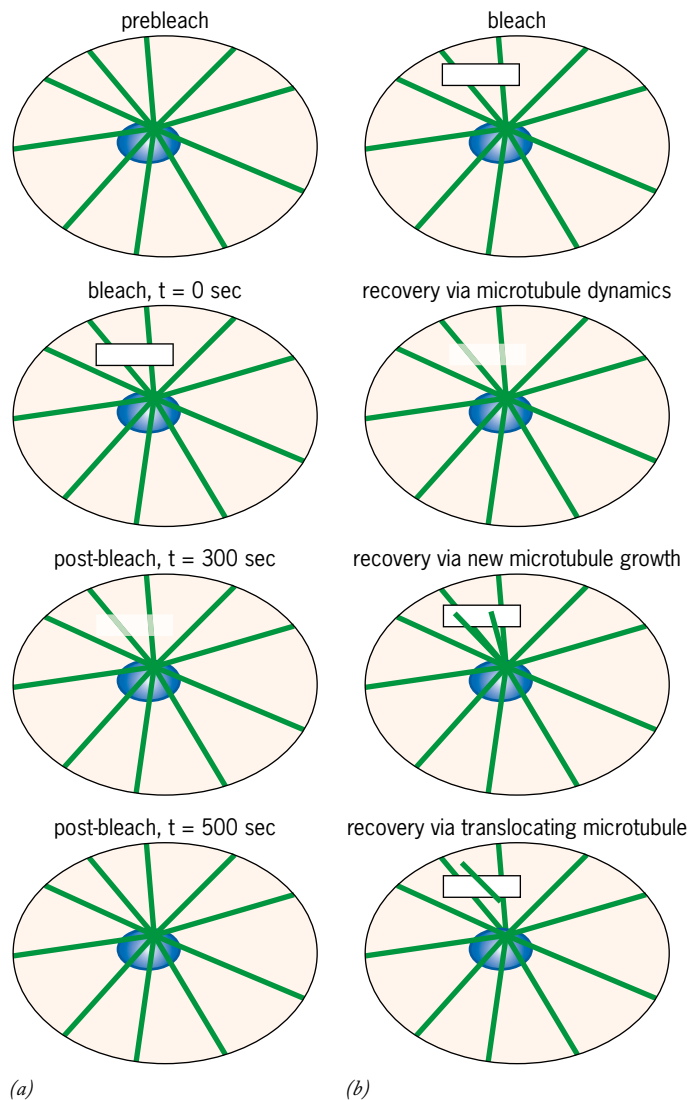 prebleach
bleach, t = 0 sec
post-bleach, t = 300 sec
post-bleach, t = 500 sec
(a)
bleach
recovery via microtubule dynamics
recovery via new microtubule growth
recovery via translocating microtubule
(b)